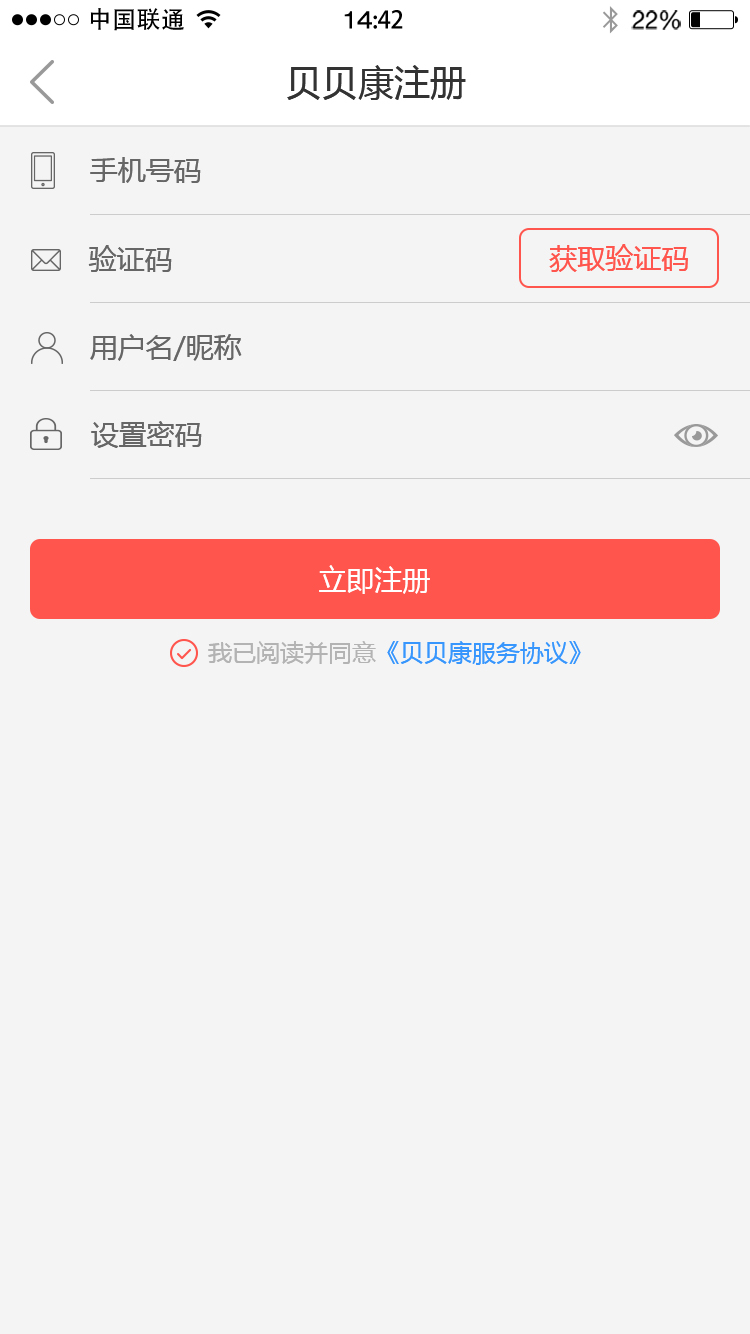 中国联通 14:42 22%
贝贝康注册
手机号码
验证码 获取验证码
用户名/昵称
设置密码
立即注册
我已阅读并同意《贝贝康服务协议》